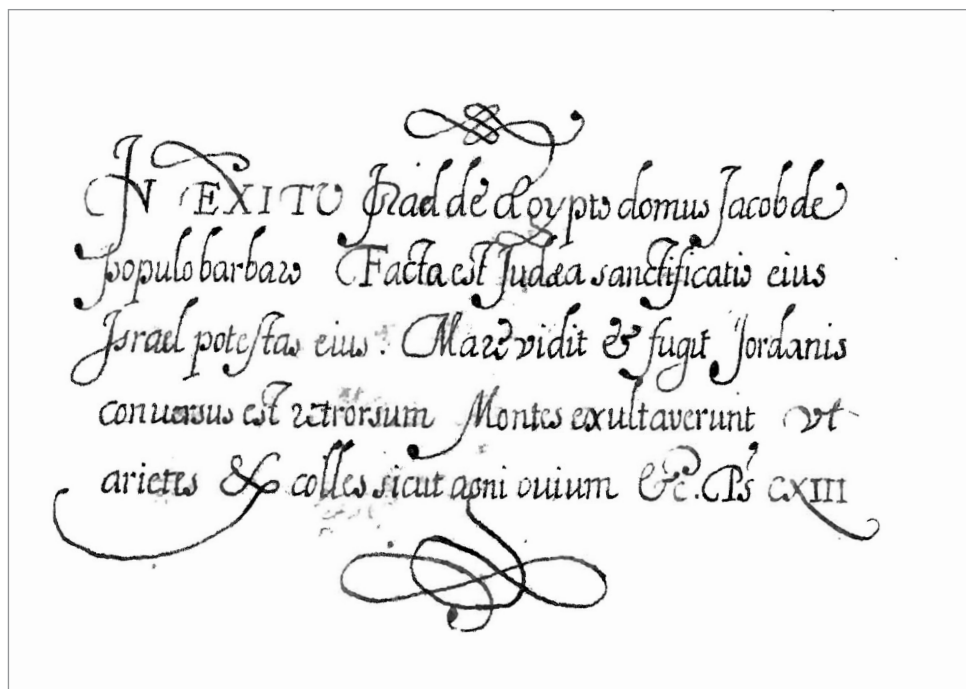 IN EXITU Israel de Aegypto domus Jacob de
populo barbaro Facta est Judaea sanctificatio eius
Israel potestas eius. Mare vidit & fugit Jordanis
conuersus est retrorsum Montes exultaverunt vt
arietes & colles sicut agni ouium &c. Ps CXIII